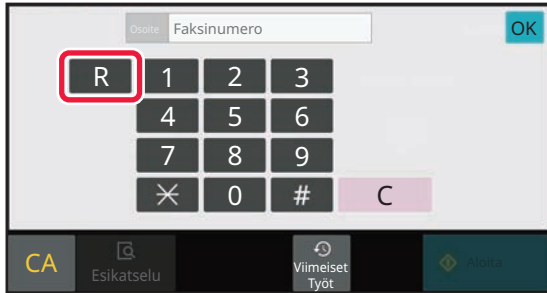 Osoite Faksinumero OK
R 1 2 3
4 5 6
7 8 9
* 0 # C
CA Esikatselu Viimeiset Työt Aloita